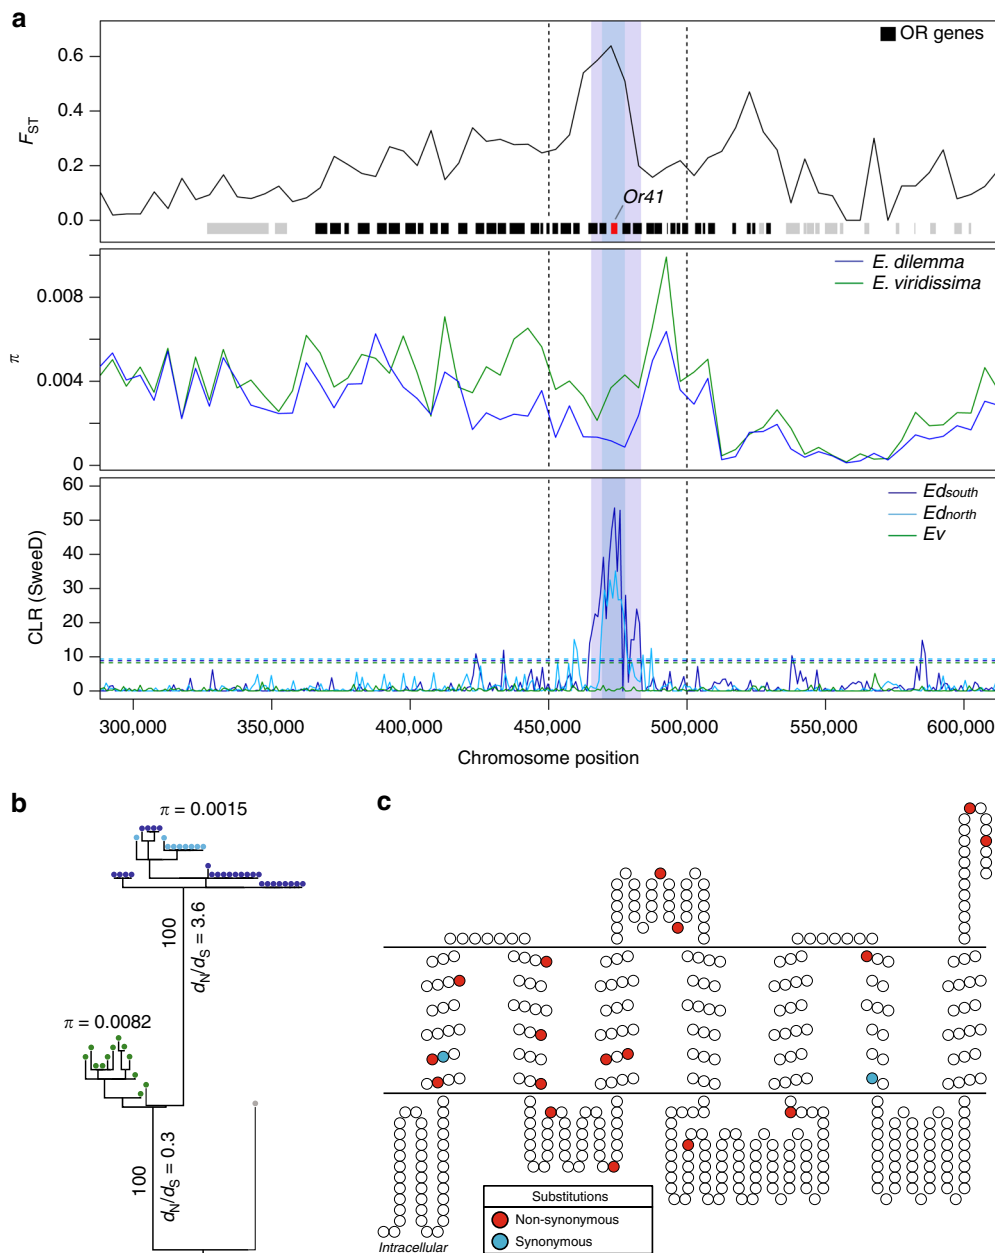 a
OR genes
0.6
0.4
0.2
0.0
F_ST
Or41
E. dilemma
E. viridissima
0.008
0.004
0
π
Ed_south
Ed_north
Ev
60
50
40
30
20
10
0
CLR (SweeD)
300,000 350,000 400,000 450,000 500,000 550,000 600,000
Chromosome position
b
π = 0.0015
100
d_N/d_S = 3.6
π = 0.0082
100
d_N/d_S = 0.3
c
Intracellular
Substitutions
Non-synonymous
Synonymous